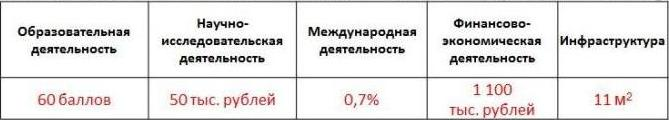 Образовательная деятельность
Научно-исследовательская деятельность
Международная деятельность
Финансово-экономическая деятельность
Инфраструктура
60 баллов
50 тыс. рублей
0,7%
1 100 тыс. рублей
11 м²